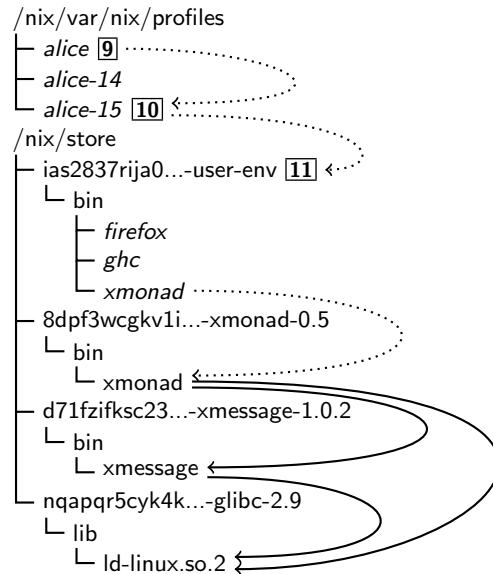 /nix/var/nix/profiles
alice 9
alice-14
alice-15 10
/nix/store
ias2837rija0...-user-env 11
bin
firefox
ghc
xmonad
8dpf3wcgkv1i...-xmonad-0.5
bin
xmonad
d71fzifksc23...-xmessage-1.0.2
bin
xmessage
nqapqr5cyk4k...-glibc-2.9
lib
ld-linux.so.2